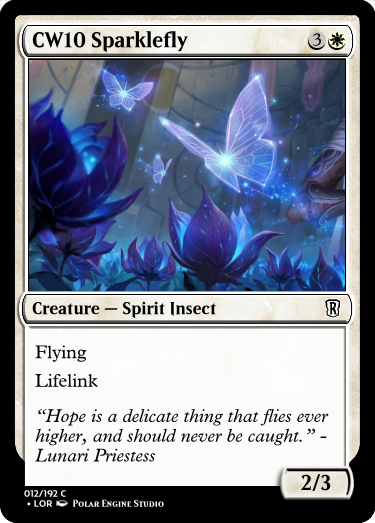 CW10 Sparklefly 3
Creature — Spirit Insect R
Flying
Lifelink
“Hope is a delicate thing that flies ever
higher, and should never be caught.” -
Lunari Priestess
2/3
012/192 C
• LOR Polar Engine Studio